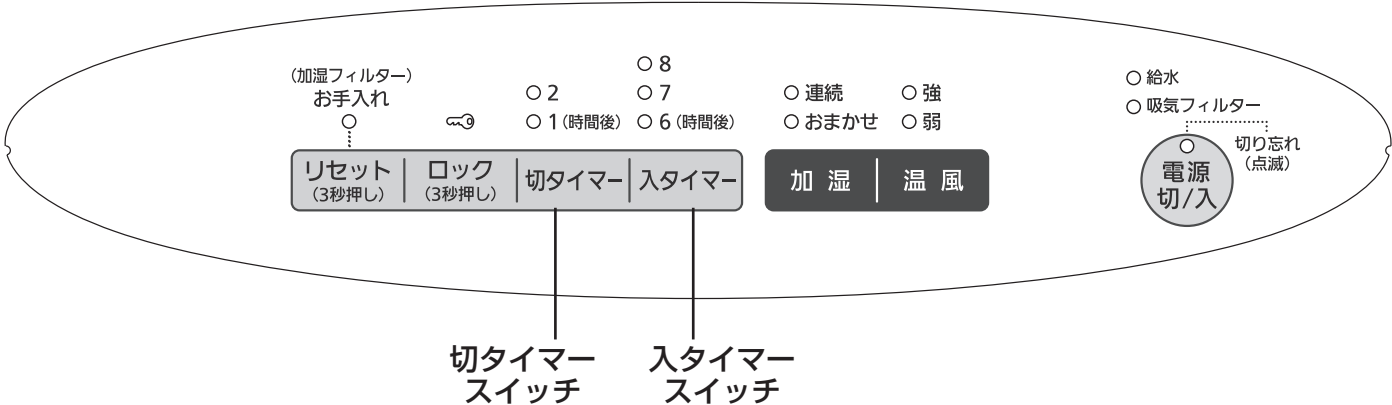 (加湿フィルター)
お手入れ
2
1(時間後)
8
7
6(時間後)
連続
おまかせ
強
弱
給水
吸気フィルター
切り忘れ
(点滅)
リセット
(3秒押し)
ロック
(3秒押し)
切タイマー
入タイマー
加湿
温風
電源
切/入
切タイマー
スイッチ
入タイマー
スイッチ